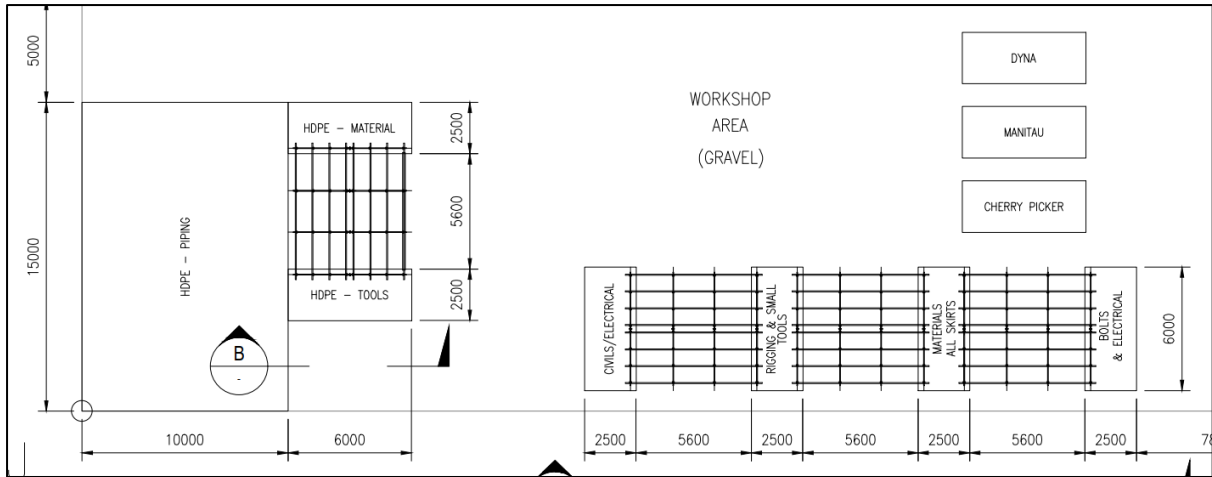 5000
DYNA
WORKSHOP
AREA
(GRAVEL)
HDPE - MATERIAL
2500
MANITAU
5600
CHERRY PICKER
15000
HDPE - PIPING
HDPE - TOOLS
2500
CIVILS/ELECTRICAL
RIGGING & SMALL
TOOLS
MATERIALS
ALL SKIRTS
BOLTS
& ELECTRICAL
6000
B
-
10000
6000
2500
5600
2500
5600
2500
5600
2500